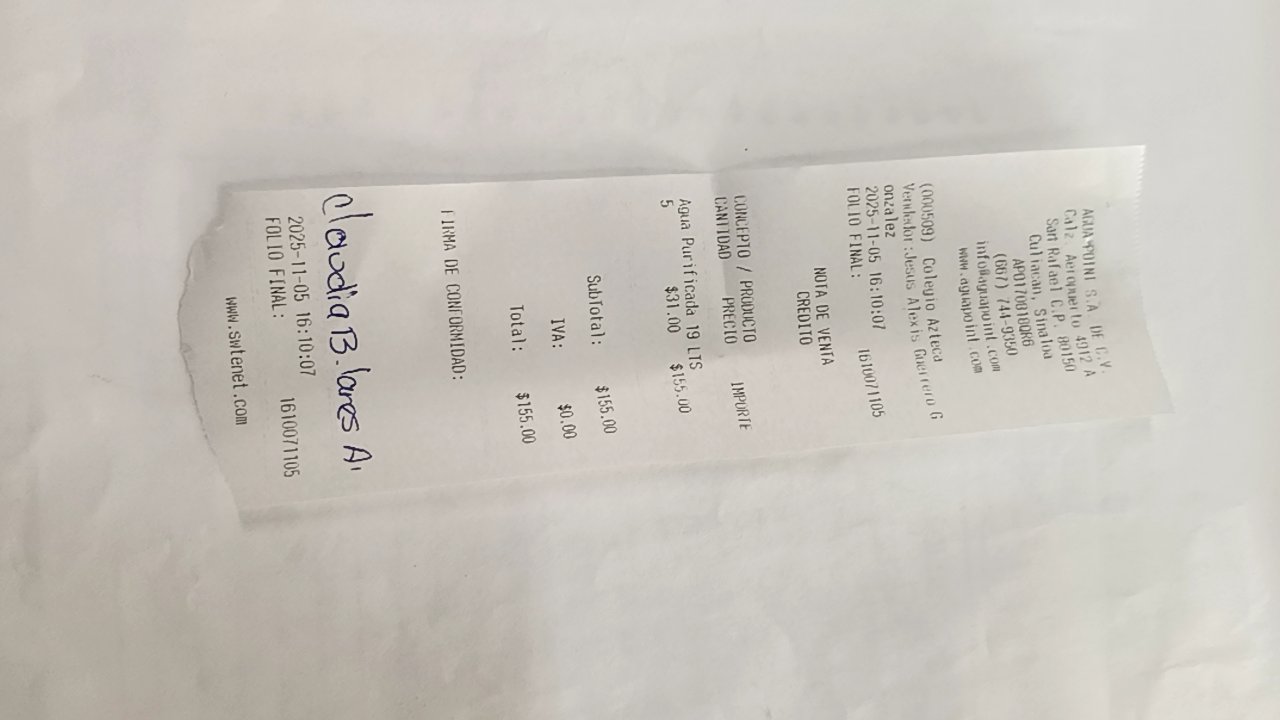 AGUA POINT S.A. DE C.V.
Calz. Aeropuerto 4912 A
San Rafael C.P. 80150
Culiacan, Sinaloa
APO170010QR6
(667) 744-9350
info@aguapoint.com
www.aguapoint.com
(000509) Colegio Azteca
Vendedor:Jesus Alexis Guerrero G
onzalez
2025-11-05 16:10:07
FOLIO FINAL: 1610071105
NOTA DE VENTA
CREDITO
CONCEPTO / PRODUCTO
CANTIDAD PRECIO IMPORTE
Agua Purificada 19 LTS
5 $31.00 $155.00
SubTotal: $155.00
IVA: $0.00
Total: $155.00
FIRMA DE CONFORMIDAD:
Claudia B. lares A.
2025-11-05 16:10:07
FOLIO FINAL: 1610071105
www.swtenet.com